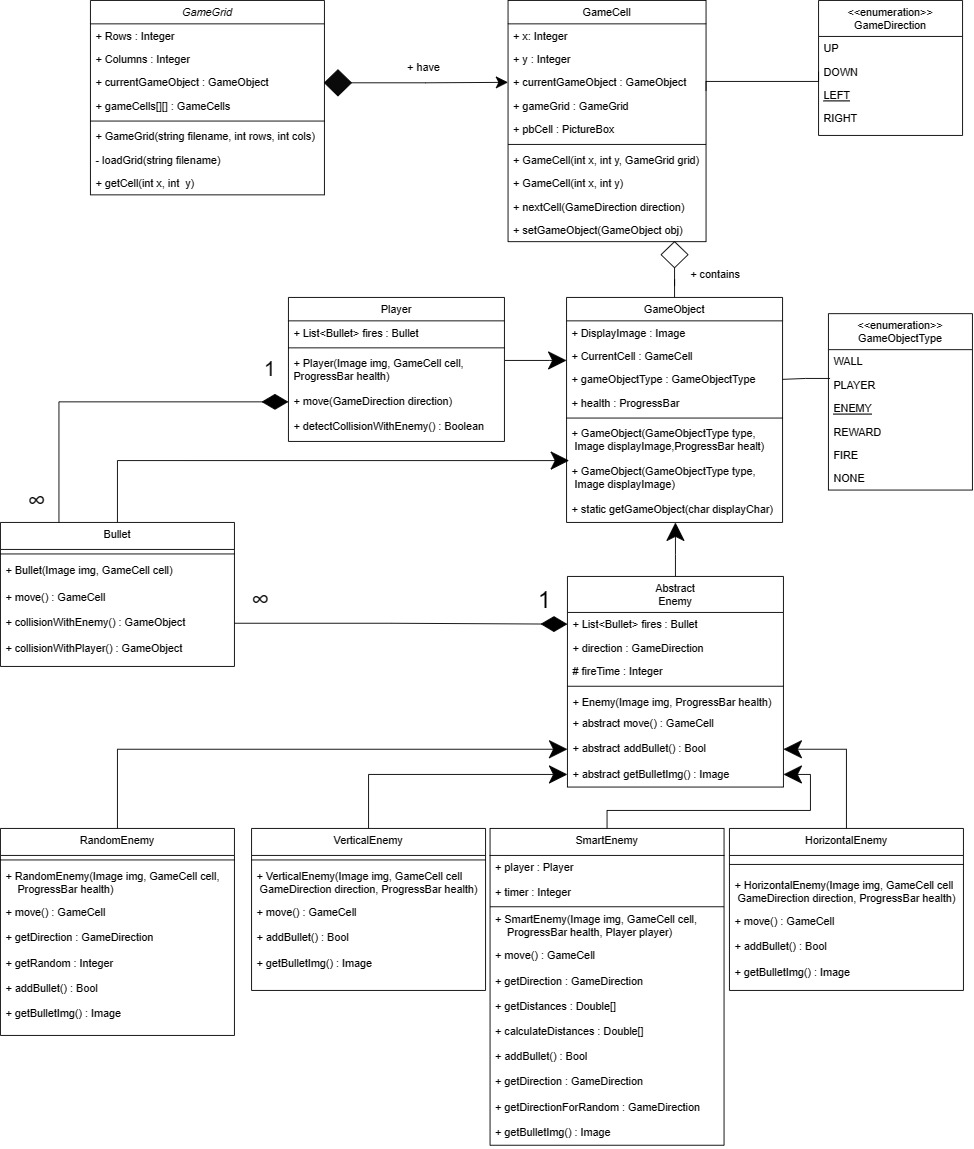 GameGrid
+ Rows : Integer
+ Columns : Integer
+ currentGameObject : GameObject
+ gameCells[][] : GameCells
+ GameGrid(string filename, int rows, int cols)
- loadGrid(string filename)
+ getCell(int x, int  y)
+ have
GameCell
+ x: Integer
+ y : Integer
+ currentGameObject : GameObject
+ gameGrid : GameGrid
+ pbCell : PictureBox
+ GameCell(int x, int y, GameGrid grid)
+ GameCell(int x, int y)
+ nextCell(GameDirection direction)
+ setGameObject(GameObject obj)
<<enumeration>>
GameDirection
UP
DOWN
LEFT
RIGHT
+ contains
Player
+ List<Bullet> fires : Bullet
+ Player(Image img, GameCell cell,
ProgressBar health)
+ move(GameDirection direction)
+ detectCollisionWithEnemy() : Boolean
1
∞
GameObject
+ DisplayImage : Image
+ CurrentCell : GameCell
+ gameObjectType : GameObjectType
+ health : ProgressBar
+ GameObject(GameObjectType type,
Image displayImage,ProgressBar healt)
+ GameObject(GameObjectType type,
Image displayImage)
+ static getGameObject(char displayChar)
<<enumeration>>
GameObjectType
WALL
PLAYER
ENEMY
REWARD
FIRE
NONE
Bullet
+ Bullet(Image img, GameCell cell)
+ move() : GameCell
+ collisionWithEnemy() : GameObject
+ collisionWithPlayer() : GameObject
∞
1
Abstract
Enemy
+ List<Bullet> fires : Bullet
+ direction : GameDirection
# fireTime : Integer
+ Enemy(Image img, ProgressBar health)
+ abstract move() : GameCell
+ abstract addBullet() : Bool
+ abstract getBulletImg() : Image
RandomEnemy
+ RandomEnemy(Image img, GameCell cell,
ProgressBar health)
+ move() : GameCell
+ getDirection : GameDirection
+ getRandom : Integer
+ addBullet() : Bool
+ getBulletImg() : Image
VerticalEnemy
+ VerticalEnemy(Image img, GameCell cell
GameDirection direction, ProgressBar health)
+ move() : GameCell
+ addBullet() : Bool
+ getBulletImg() : Image
SmartEnemy
+ player : Player
+ timer : Integer
+ SmartEnemy(Image img, GameCell cell,
ProgressBar health, Player player)
+ move() : GameCell
+ getDirection : GameDirection
+ getDistances : Double[]
+ calculateDistances : Double[]
+ addBullet() : Bool
+ getDirection : GameDirection
+ getDirectionForRandom : GameDirection
+ getBulletImg() : Image
HorizontalEnemy
+ HorizontalEnemy(Image img, GameCell cell
GameDirection direction, ProgressBar health)
+ move() : GameCell
+ addBullet() : Bool
+ getBulletImg() : Image